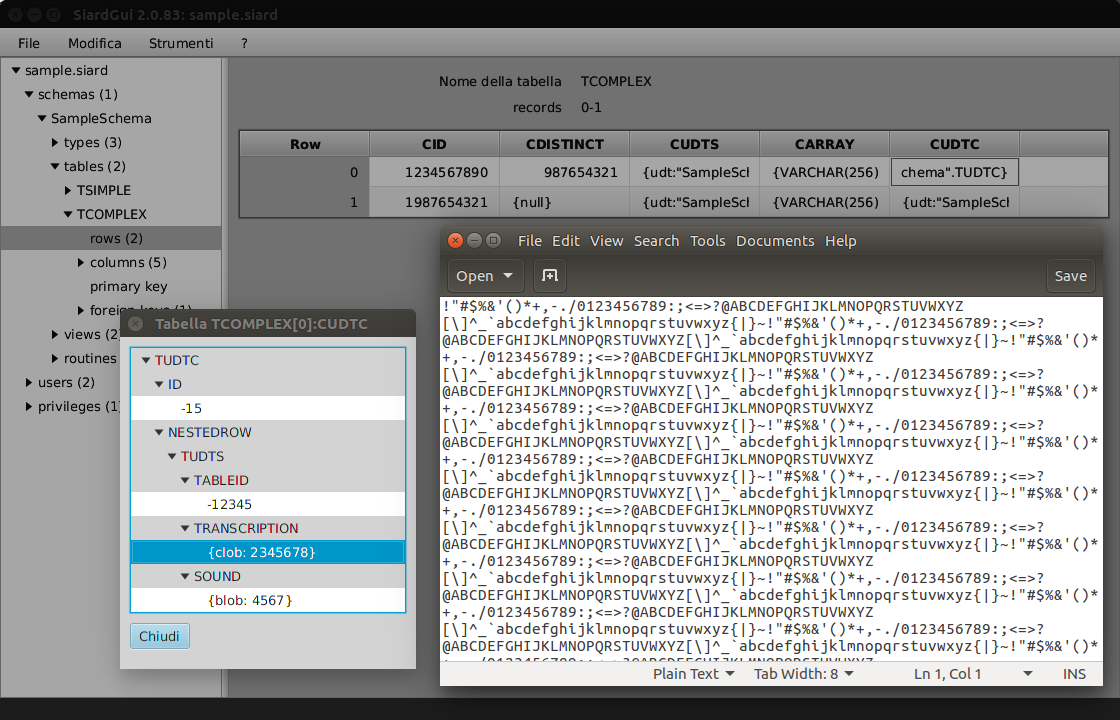 SiardGui 2.0.83: sample.siard
File Modifica Strumenti ?
sample.siard
schemas (1)
SampleSchema
types (3)
tables (2)
TSIMPLE
TCOMPLEX
rows (2)
columns (5)
primary key
foreign keys (1)
views (2)
routines
users (2)
privileges (1)
Nome della tabella TCOMPLEX
records 0-1
Row CID CDISTINCT CUDTS CARRAY CUDTC
0 1234567890 987654321 {udt:"SampleSch {VARCHAR(256) chema".TUDTC}
1 1987654321 {null} {udt:"SampleSch {VARCHAR(256) {udt:"SampleSch
Tabella TCOMPLEX[0]:CUDTC
TUDTC
ID
-15
NESTEDROW
TUDTS
TABLEID
-12345
TRANSCRIPTION
{clob: 2345678}
SOUND
{blob: 4567}
Chiudi
File Edit View Search Tools Documents Help
Open Save
!"#$%&'()*+,-./0123456789:;<=>?@ABCDEFGHIJKLMNOPQRSTUVWXYZ
[\]^_`abcdefghijklmnopqrstuvwxyz{|}~!"#$%&'()*+,-./0123456789:;<=>?
@ABCDEFGHIJKLMNOPQRSTUVWXYZ[\]^_`abcdefghijklmnopqrstuvwxyz{|}~!"#$%&'()*
+,-./0123456789:;<=>?@ABCDEFGHIJKLMNOPQRSTUVWXYZ
[\]^_`abcdefghijklmnopqrstuvwxyz{|}~!"#$%&'()*+,-./0123456789:;<=>?
@ABCDEFGHIJKLMNOPQRSTUVWXYZ[\]^_`abcdefghijklmnopqrstuvwxyz{|}~!"#$%&'()*
+,-./0123456789:;<=>?@ABCDEFGHIJKLMNOPQRSTUVWXYZ
[\]^_`abcdefghijklmnopqrstuvwxyz{|}~!"#$%&'()*+,-./0123456789:;<=>?
@ABCDEFGHIJKLMNOPQRSTUVWXYZ[\]^_`abcdefghijklmnopqrstuvwxyz{|}~!"#$%&'()*
+,-./0123456789:;<=>?@ABCDEFGHIJKLMNOPQRSTUVWXYZ
[\]^_`abcdefghijklmnopqrstuvwxyz{|}~!"#$%&'()*+,-./0123456789:;<=>?
@ABCDEFGHIJKLMNOPQRSTUVWXYZ[\]^_`abcdefghijklmnopqrstuvwxyz{|}~!"#$%&'()*
+,-./0123456789:;<=>?@ABCDEFGHIJKLMNOPQRSTUVWXYZ
[\]^_`abcdefghijklmnopqrstuvwxyz{|}~!"#$%&'()*+,-./0123456789:;<=>?
@ABCDEFGHIJKLMNOPQRSTUVWXYZ[\]^_`abcdefghijklmnopqrstuvwxyz{|}~!"#$%&'()*
+,-./0123456789:;<=>?@ABCDEFGHIJKLMNOPQRSTUVWXYZ
[\]^_`abcdefghijklmnopqrstuvwxyz{|}~!"#$%&'()*+,-./0123456789:;<=>?
@ABCDEFGHIJKLMNOPQRSTUVWXYZ[\]^_`abcdefghijklmnopqrstuvwxyz{|}~!"#$%&'()*
+,-./0123456789:;<=>?@ABCDEFGHIJKLMNOPQRSTUVWXYZ
[\]^_`abcdefghijklmnopqrstuvwxyz{|}~!"#$%&'()*+,-./0123456789:;<=>?
@ABCDEFGHIJKLMNOPQRSTUVWXYZ[\]^_`abcdefghijklmnopqrstuvwxyz{|}~!"#$%&'()*
+,-./0123456789:;<=>?@ABCDEFGHIJKLMNOPQRSTUVWXYZ
Plain Text Tab Width: 8 Ln 1, Col 1 INS